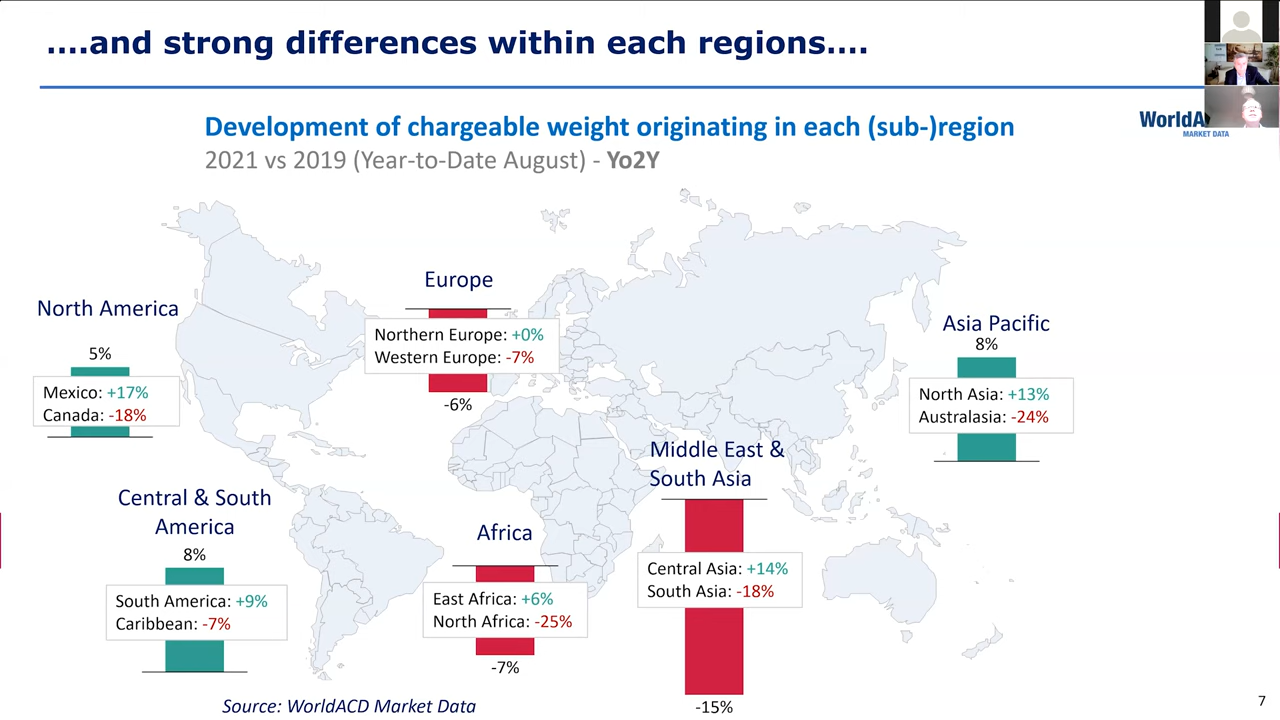 ....and strong differences within each regions....
WorldA
MARKET DATA
Development of chargeable weight originating in each (sub-)region
2021 vs 2019 (Year-to-Date August) - Yo2Y
North America
5%
Mexico: +17%
Canada: -18%
Europe
Northern Europe: +0%
Western Europe: -7%
-6%
Asia Pacific
8%
North Asia: +13%
Australasia: -24%
Middle East &
South Asia
Central Asia: +14%
South Asia: -18%
-15%
Central & South
America
8%
South America: +9%
Caribbean: -7%
Africa
East Africa: +6%
North Africa: -25%
-7%
Source: WorldACD Market Data
7